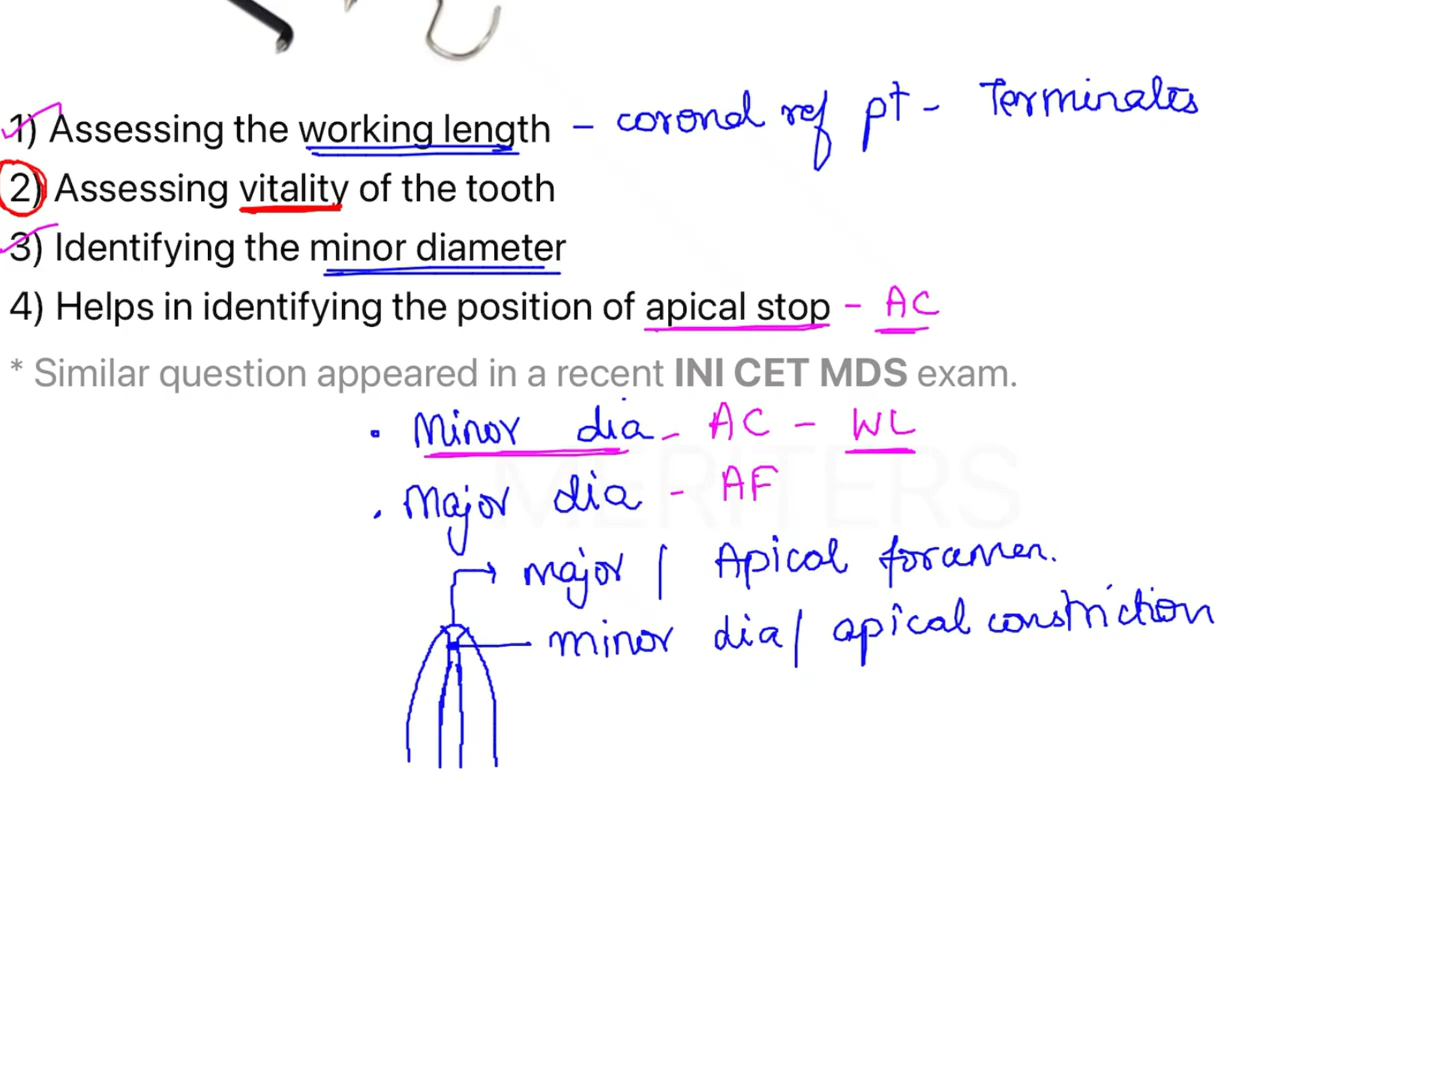 1) Assessing the working length – coronal ref pt – Terminates
2) Assessing vitality of the tooth
3) Identifying the minor diameter
4) Helps in identifying the position of apical stop – AC
* Similar question appeared in a recent INI CET MDS exam.
• Minor dia – AC – WL
• Major dia – AF
MERITERS
major / Apical foramen.
minor dia / apical constriction